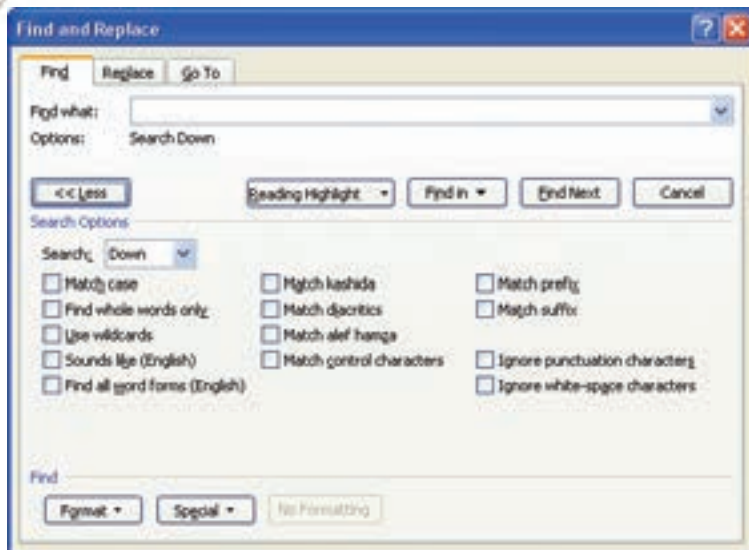 Find and Replace
Find Replace Go To
Find what:
Options: Search Down
<< Less Reading Highlight Find in Find Next Cancel
Search Options
Search: Down
Match case Match kashida Match prefix
Find whole words only Match diacritics Match suffix
Use wildcards Match alef hamza
Sounds like (English) Match control characters Ignore punctuation characters
Find all word forms (English) Ignore white-space characters
Find
Format Special No Formatting